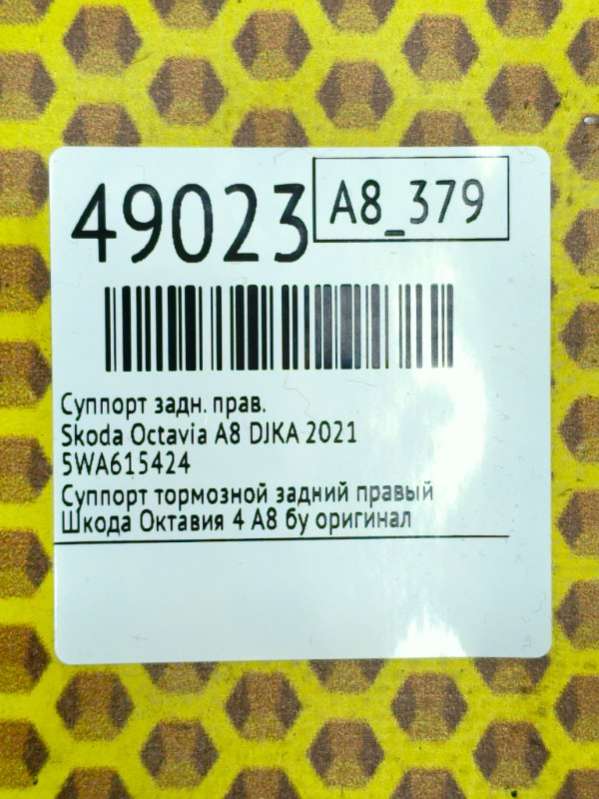 49023
A8_379
Суппорт задн. прав.
Skoda Octavia A8 DJKA 2021
5WA615424
Суппорт тормозной задний правый
Шкода Октавия 4 А8 бу оригинал